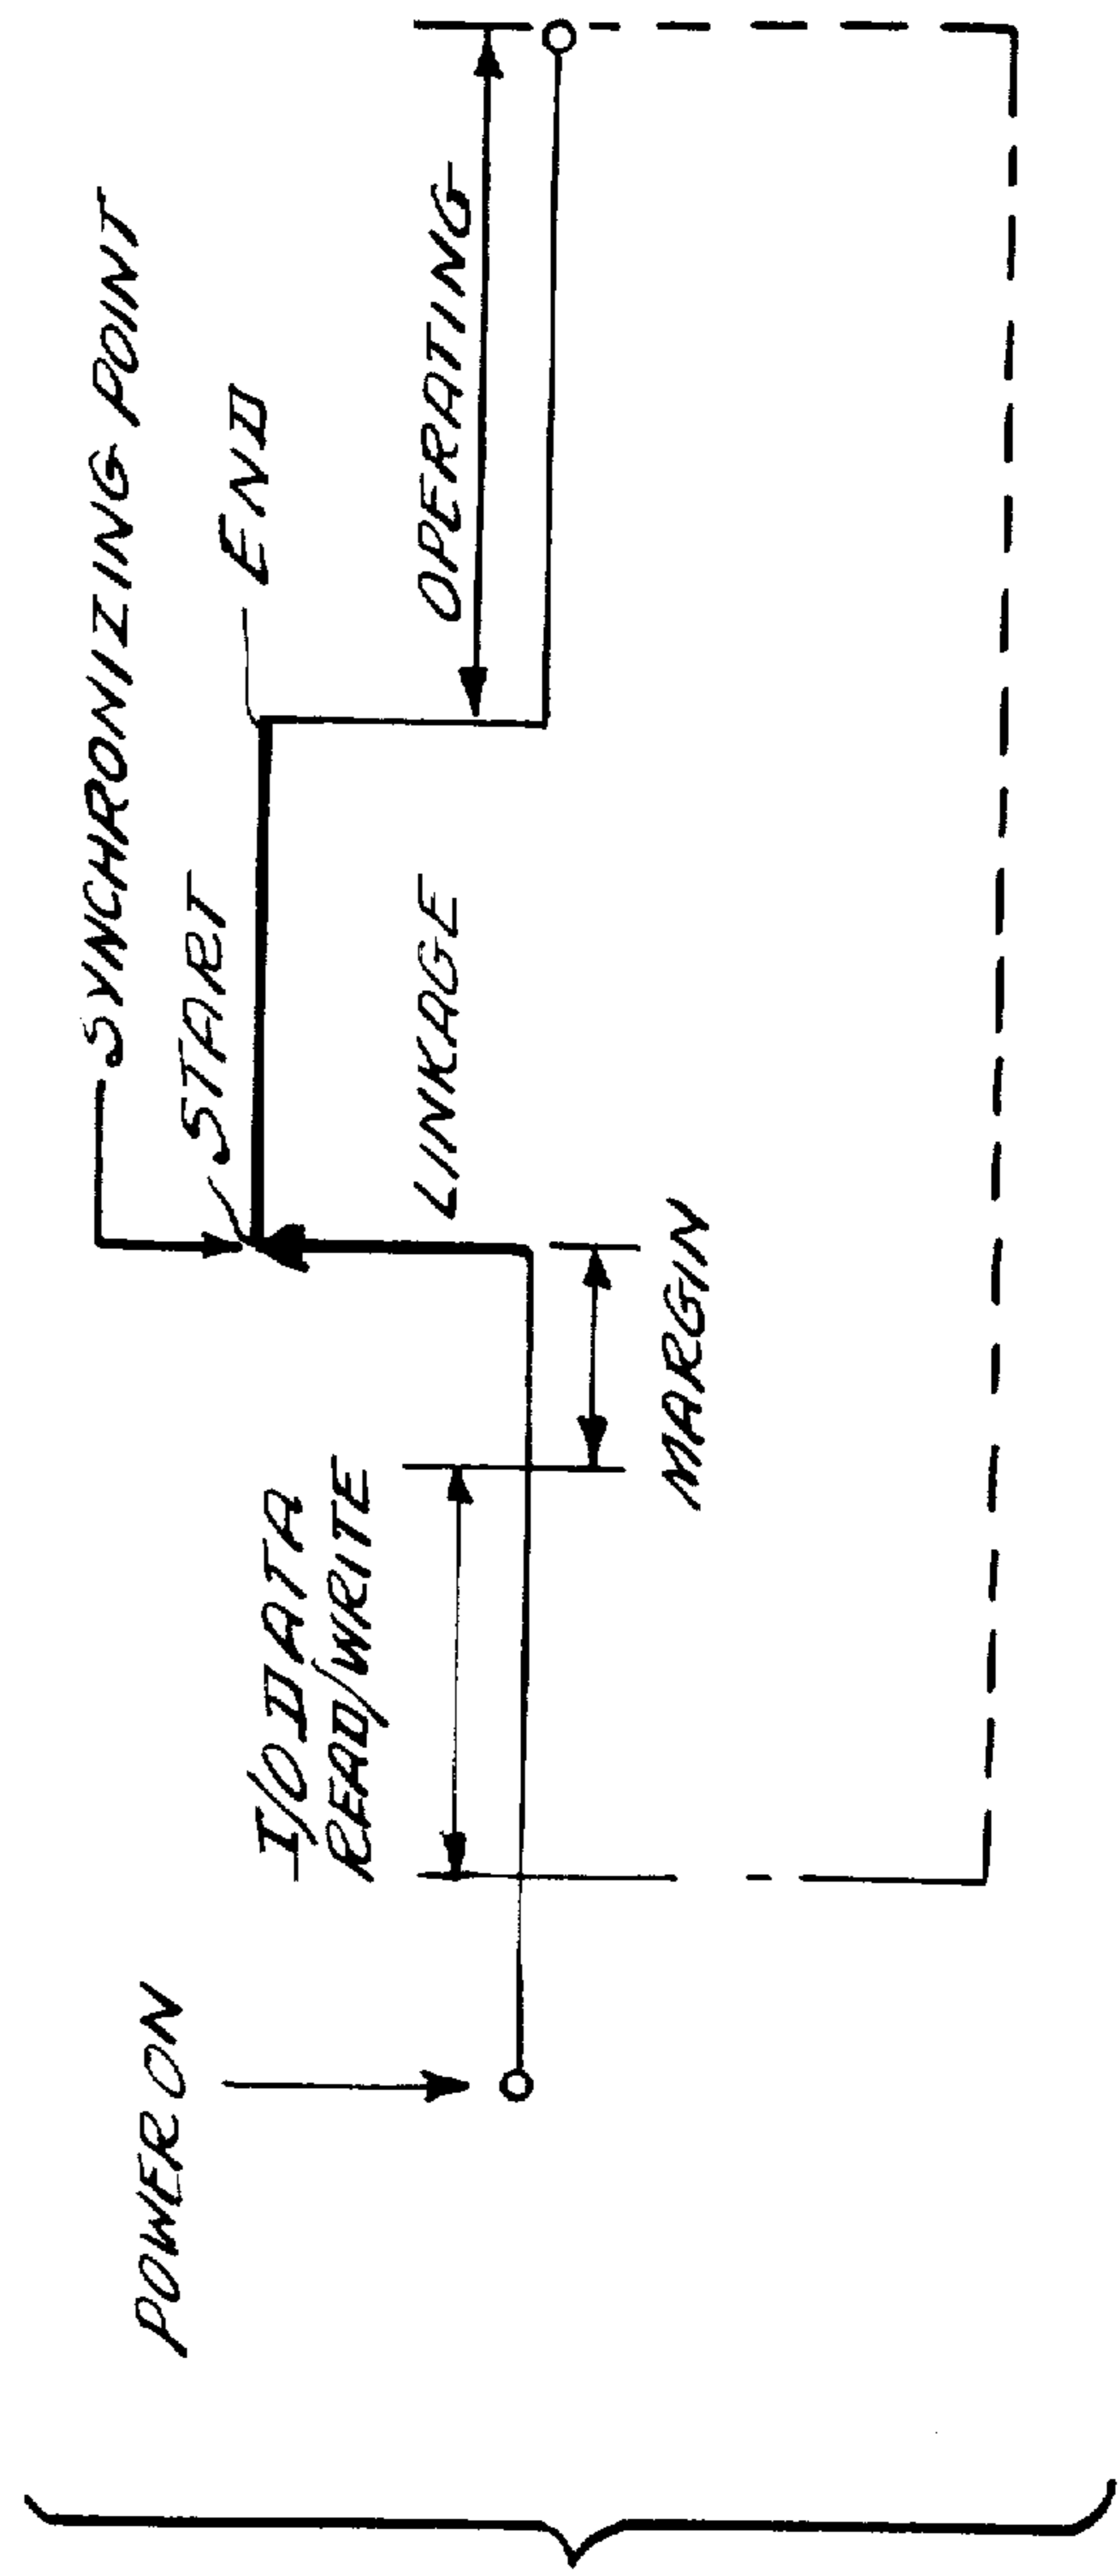 POWER ON
I/O DATA
READ/WRITE
MARGIN
SYNCHRONIZING POINT
START
LINKAGE
END
OPERATING